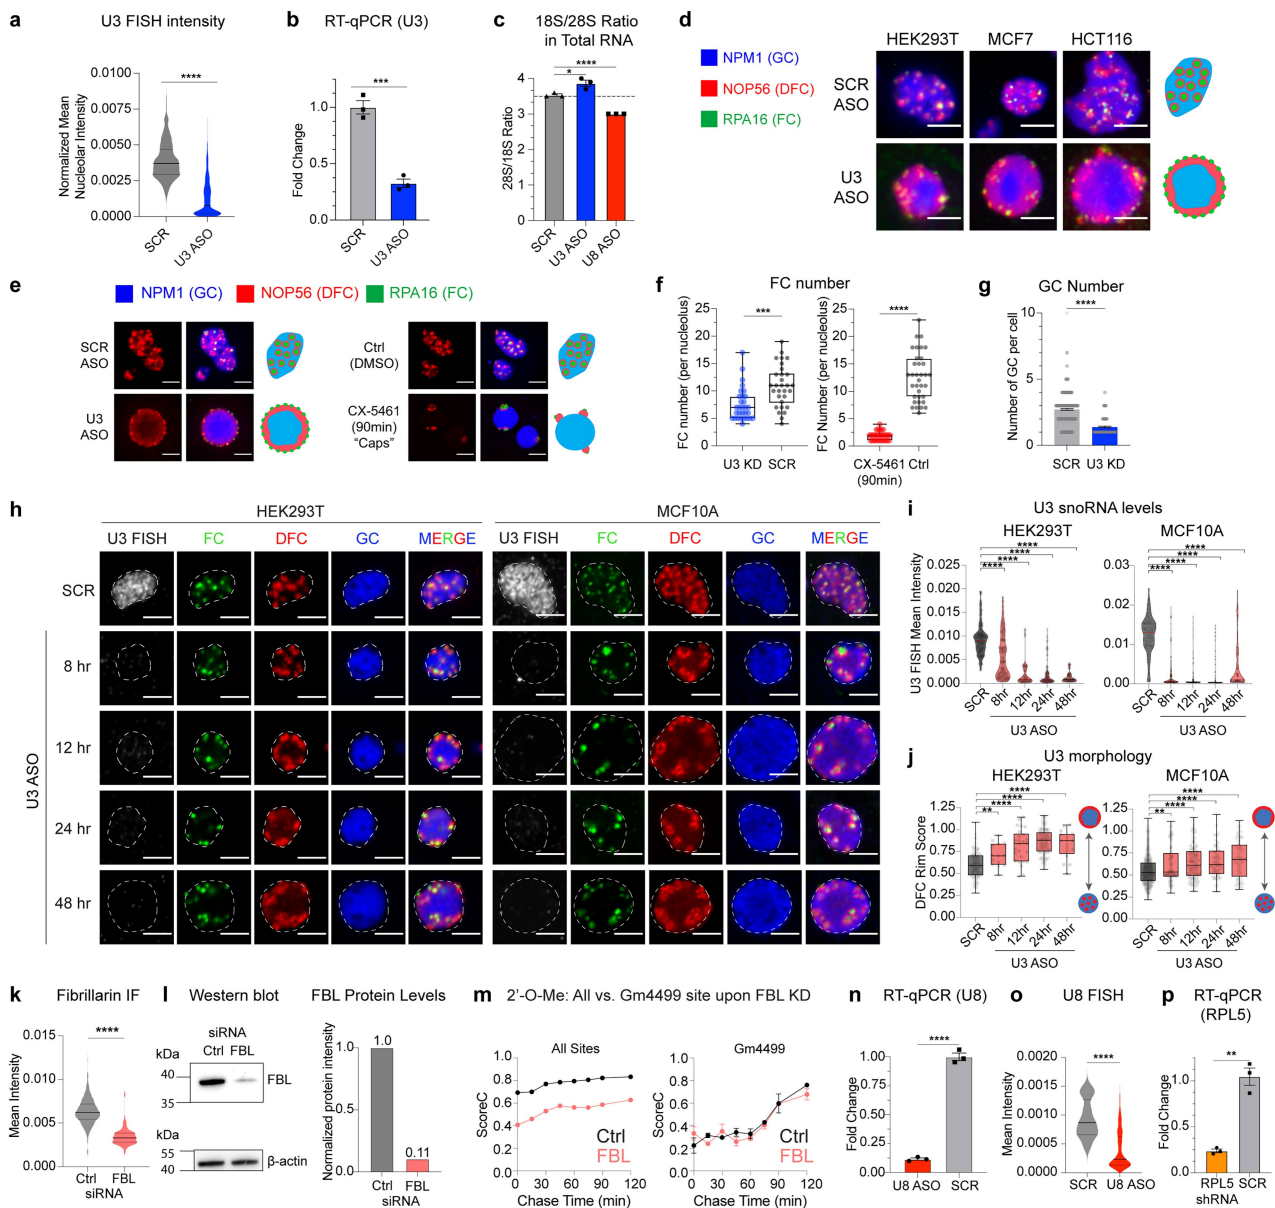 a U3 FISH intensity
Normalized Mean
Nucleolar Intensity
0.0100
0.0075
0.0050
0.0025
0.0000
****
SCR
U3 ASO
b RT-qPCR (U3)
Fold Change
1.0
0.50
0.0
***
SCR
U3 ASO
c 18S/28S Ratio
in Total RNA
28S/18S Ratio
4
3
2
1
0
****
*
SCR
U3 ASO
U8 ASO
d
NPM1 (GC)
NOP56 (DFC)
RPA16 (FC)
HEK293T MCF7 HCT116
SCR
ASO
U3
ASO
e
NPM1 (GC) NOP56 (DFC) RPA16 (FC)
SCR
ASO
U3
ASO
Ctrl
(DMSO)
CX-5461
(90min)
"Caps"
f FC number
FC number (per nucleolus)
25
20
15
10
5
0
***
U3 KD SCR
FC Number (per nucleolus)
25
20
15
10
5
0
****
CX-5461 Ctrl
(90min)
g GC Number
Number of GC per cell
10
5
0
****
SCR
U3 KD
h
HEK293T MCF10A
U3 FISH FC DFC GC MERGE U3 FISH FC DFC GC MERGE
SCR
U3 ASO
8 hr
12 hr
24 hr
48 hr
i U3 snoRNA levels
HEK293T MCF10A
U3 FISH Mean Intensity
0.025
0.020
0.015
0.010
0.005
0.000
****
****
****
****
SCR
8hr
12hr
24hr
48hr
U3 ASO
0.03
0.02
0.01
0.00
****
****
****
****
SCR
8hr
12hr
24hr
48hr
U3 ASO
j U3 morphology
HEK293T MCF10A
DFC Rim Score
1.25
1.00
0.75
0.50
0.25
0.00
****
****
****
**
SCR
8hr
12hr
24hr
48hr
U3 ASO
1.25
1.00
0.75
0.50
0.25
0.00
****
****
****
**
SCR
8hr
12hr
24hr
48hr
U3 ASO
k Fibrillarin IF
Mean Intensity
0.015
0.010
0.005
0.000
****
Ctrl FBL
siRNA
l Western blot FBL Protein Levels
siRNA
Ctrl FBL
kDa
40
35
FBL
kDa
55
40
β-actin
Normalized protein intensity
1.0
0.5
0.0
1.0
0.11
Ctrl
FBL
siRNA
m 2'-O-Me: All vs. Gm4499 site upon FBL KD
All Sites
ScoreC
1.00
0.75
0.50
0.25
0.00
0 30 60 90 120
Chase Time (min)
Ctrl
FBL
Gm4499
ScoreC
1.00
0.75
0.50
0.25
0.00
0 30 60 90 120
Chase Time (min)
Ctrl
FBL
n RT-qPCR (U8)
Fold Change
1.00
0.75
0.50
0.25
0.00
****
U8 ASO
SCR
o U8 FISH
Mean Intensity
0.0020
0.0015
0.0010
0.0005
0.0000
****
SCR
U8 ASO
p RT-qPCR
(RPL5)
Fold Change
1.0
0.5
0.0
**
RPL5 SCR
shRNA